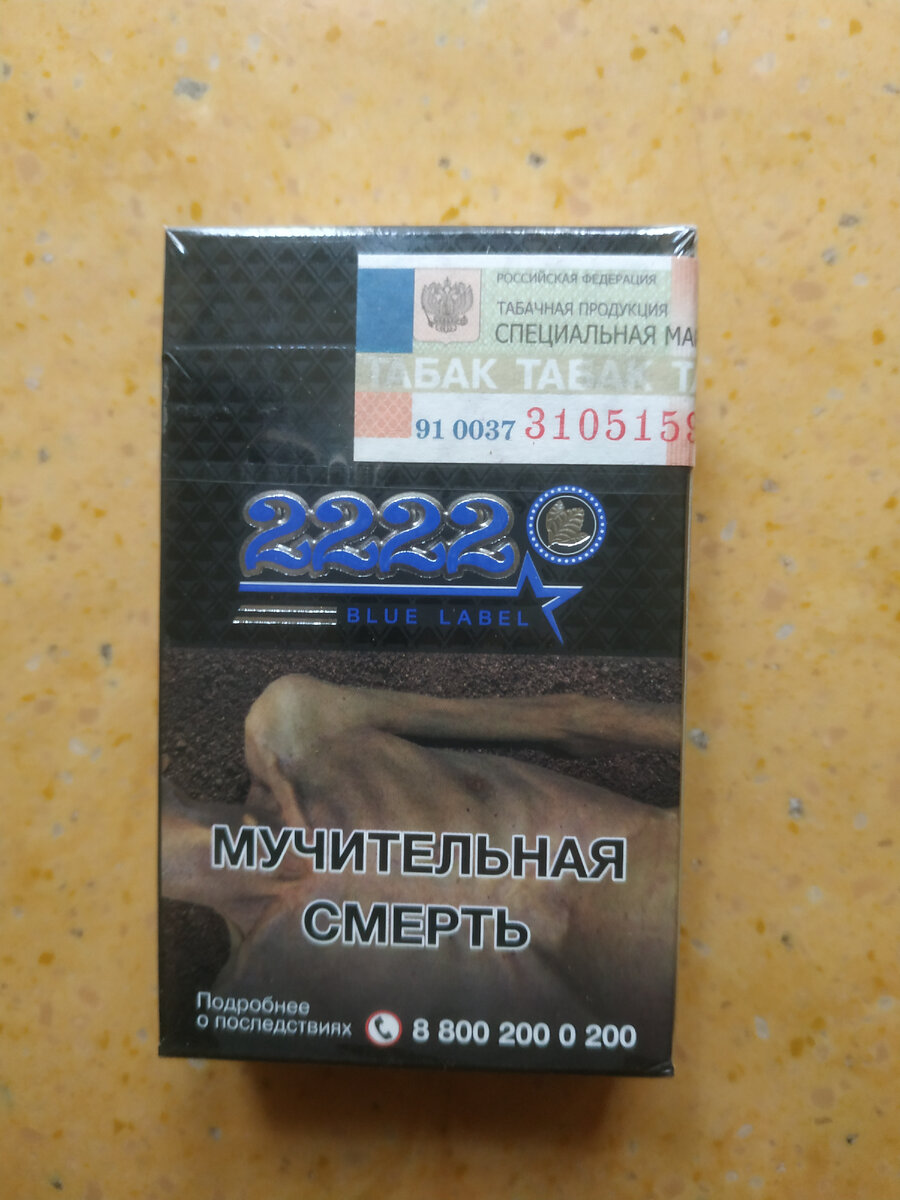 РОССИЙСКАЯ ФЕДЕРАЦИЯ
ТАБАЧНАЯ ПРОДУКЦИЯ
СПЕЦИАЛЬНАЯ МА
ТАБАК ТАБАК Т
91 0037 3105159
2222
BLUE LABEL
МУЧИТЕЛЬНАЯ
СМЕРТЬ
Подробнее
о последствиях 8 800 200 0 200